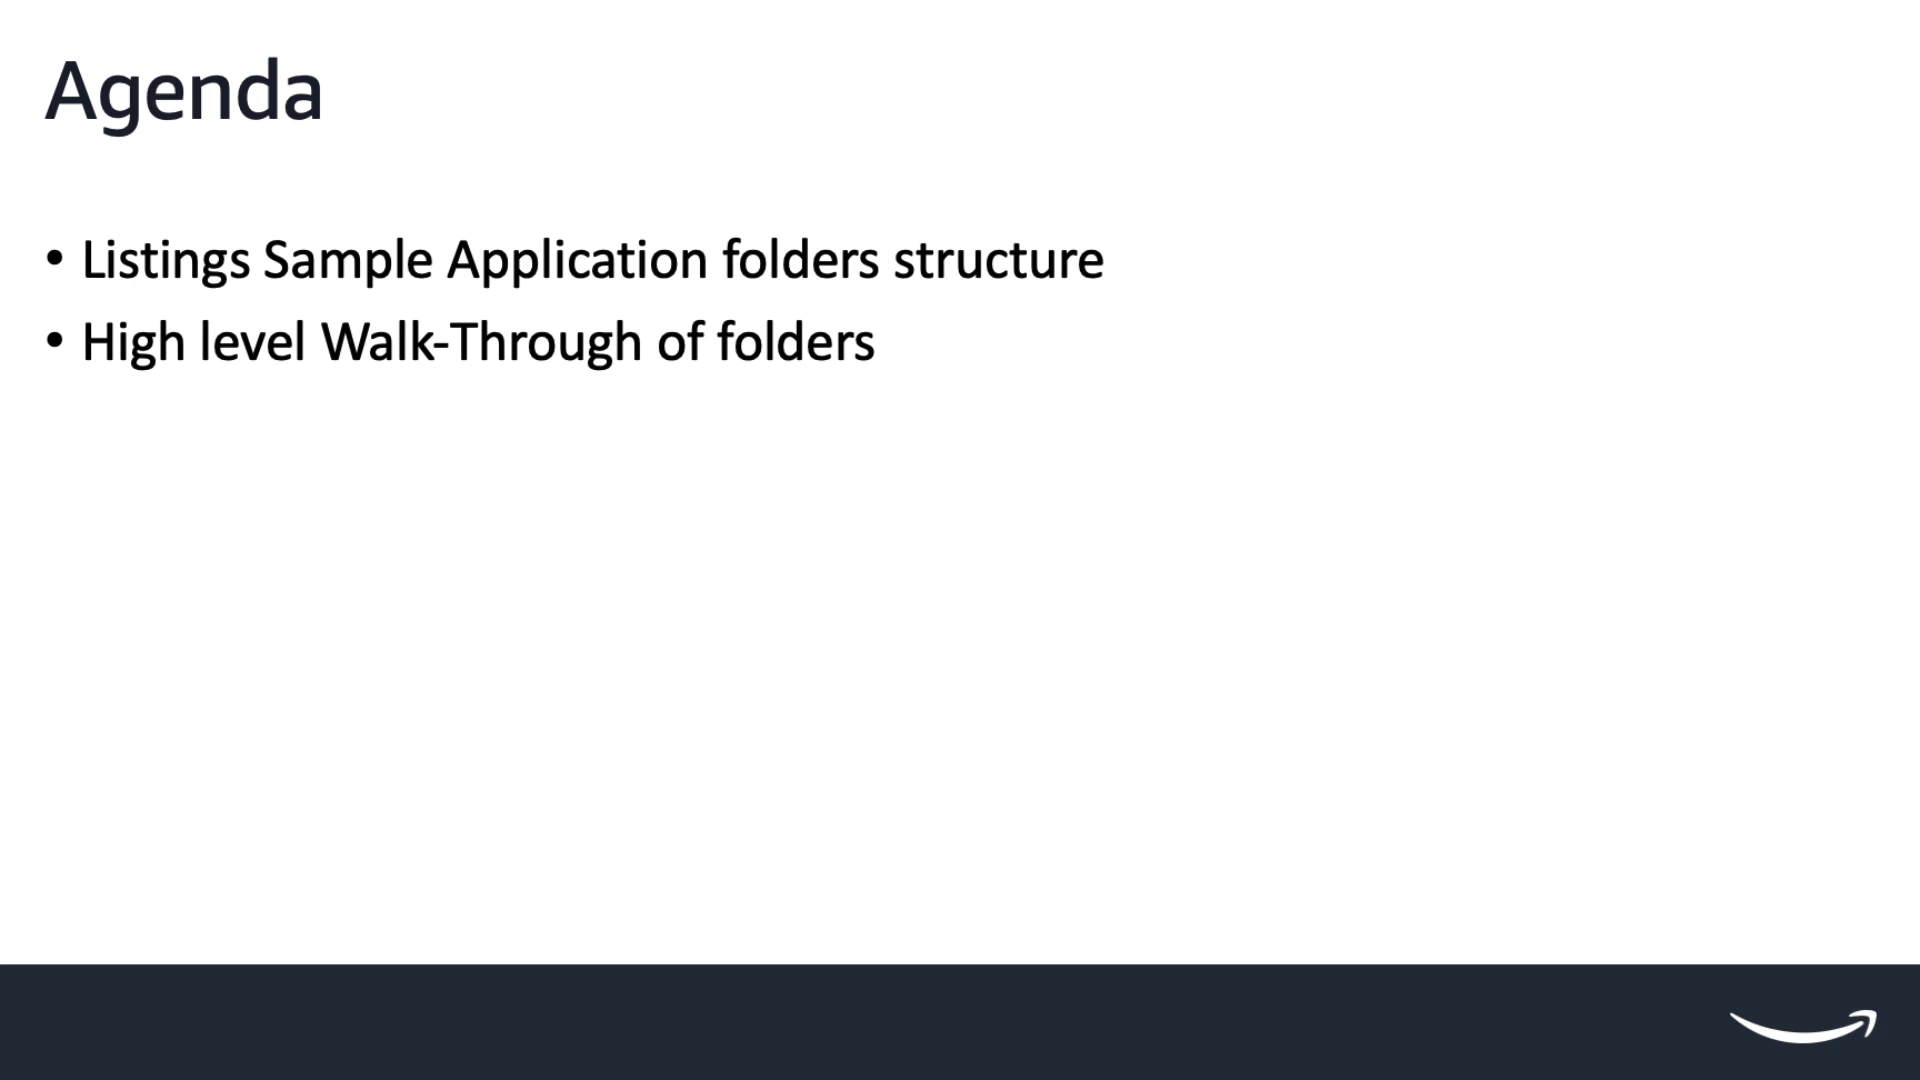 Agenda
• Listings Sample Application folders structure
• High level Walk-Through of folders